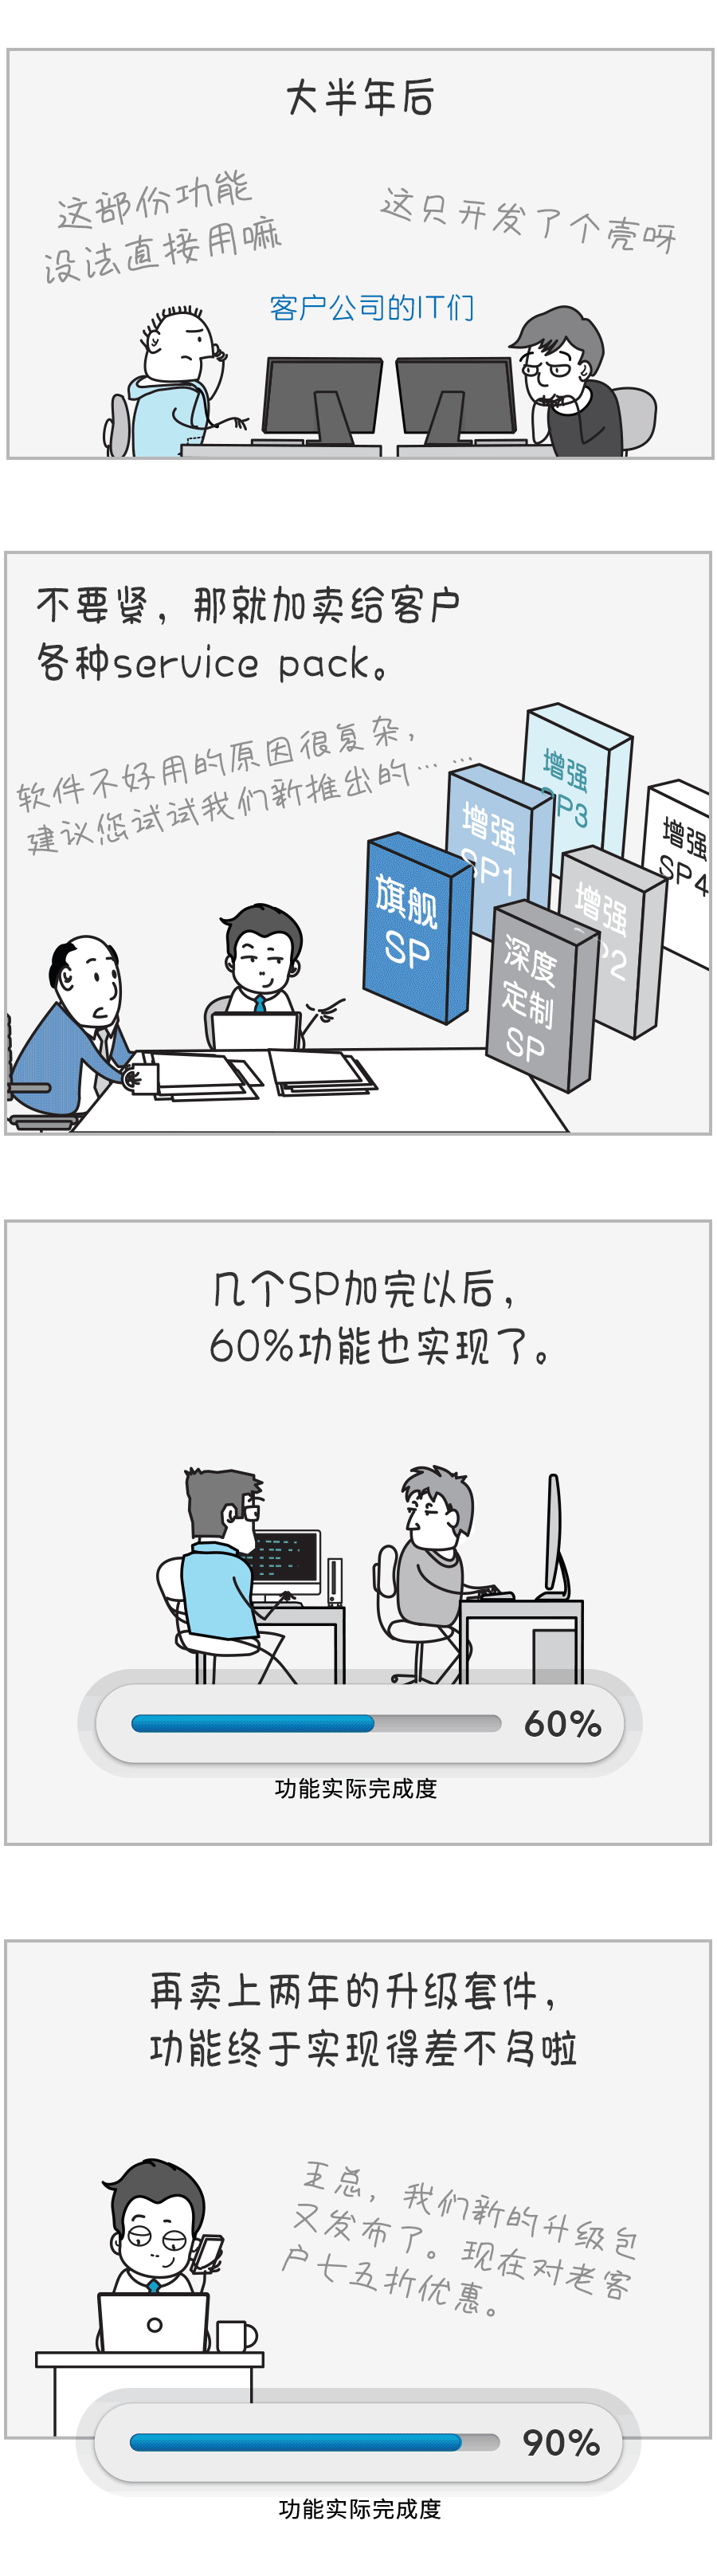 大半年后
这部份功能
没法直接用嘛
这只开发了个壳呀
客户公司的IT们
不要紧，那就加卖给客户
各种service pack。
软件不好用的原因很复杂，
建议您试试我们新推出的……
增强
SP3
增强
SP1
增强
SP4
旗舰
SP
增强
SP2
深度
定制
SP
几个SP加完以后，
60%功能也实现了。
60%
功能实际完成度
再卖上两年的升级套件，
功能终于实现得差不多啦
王总，我们新的升级包
又发布了。现在对老客
户七五折优惠。
90%
功能实际完成度